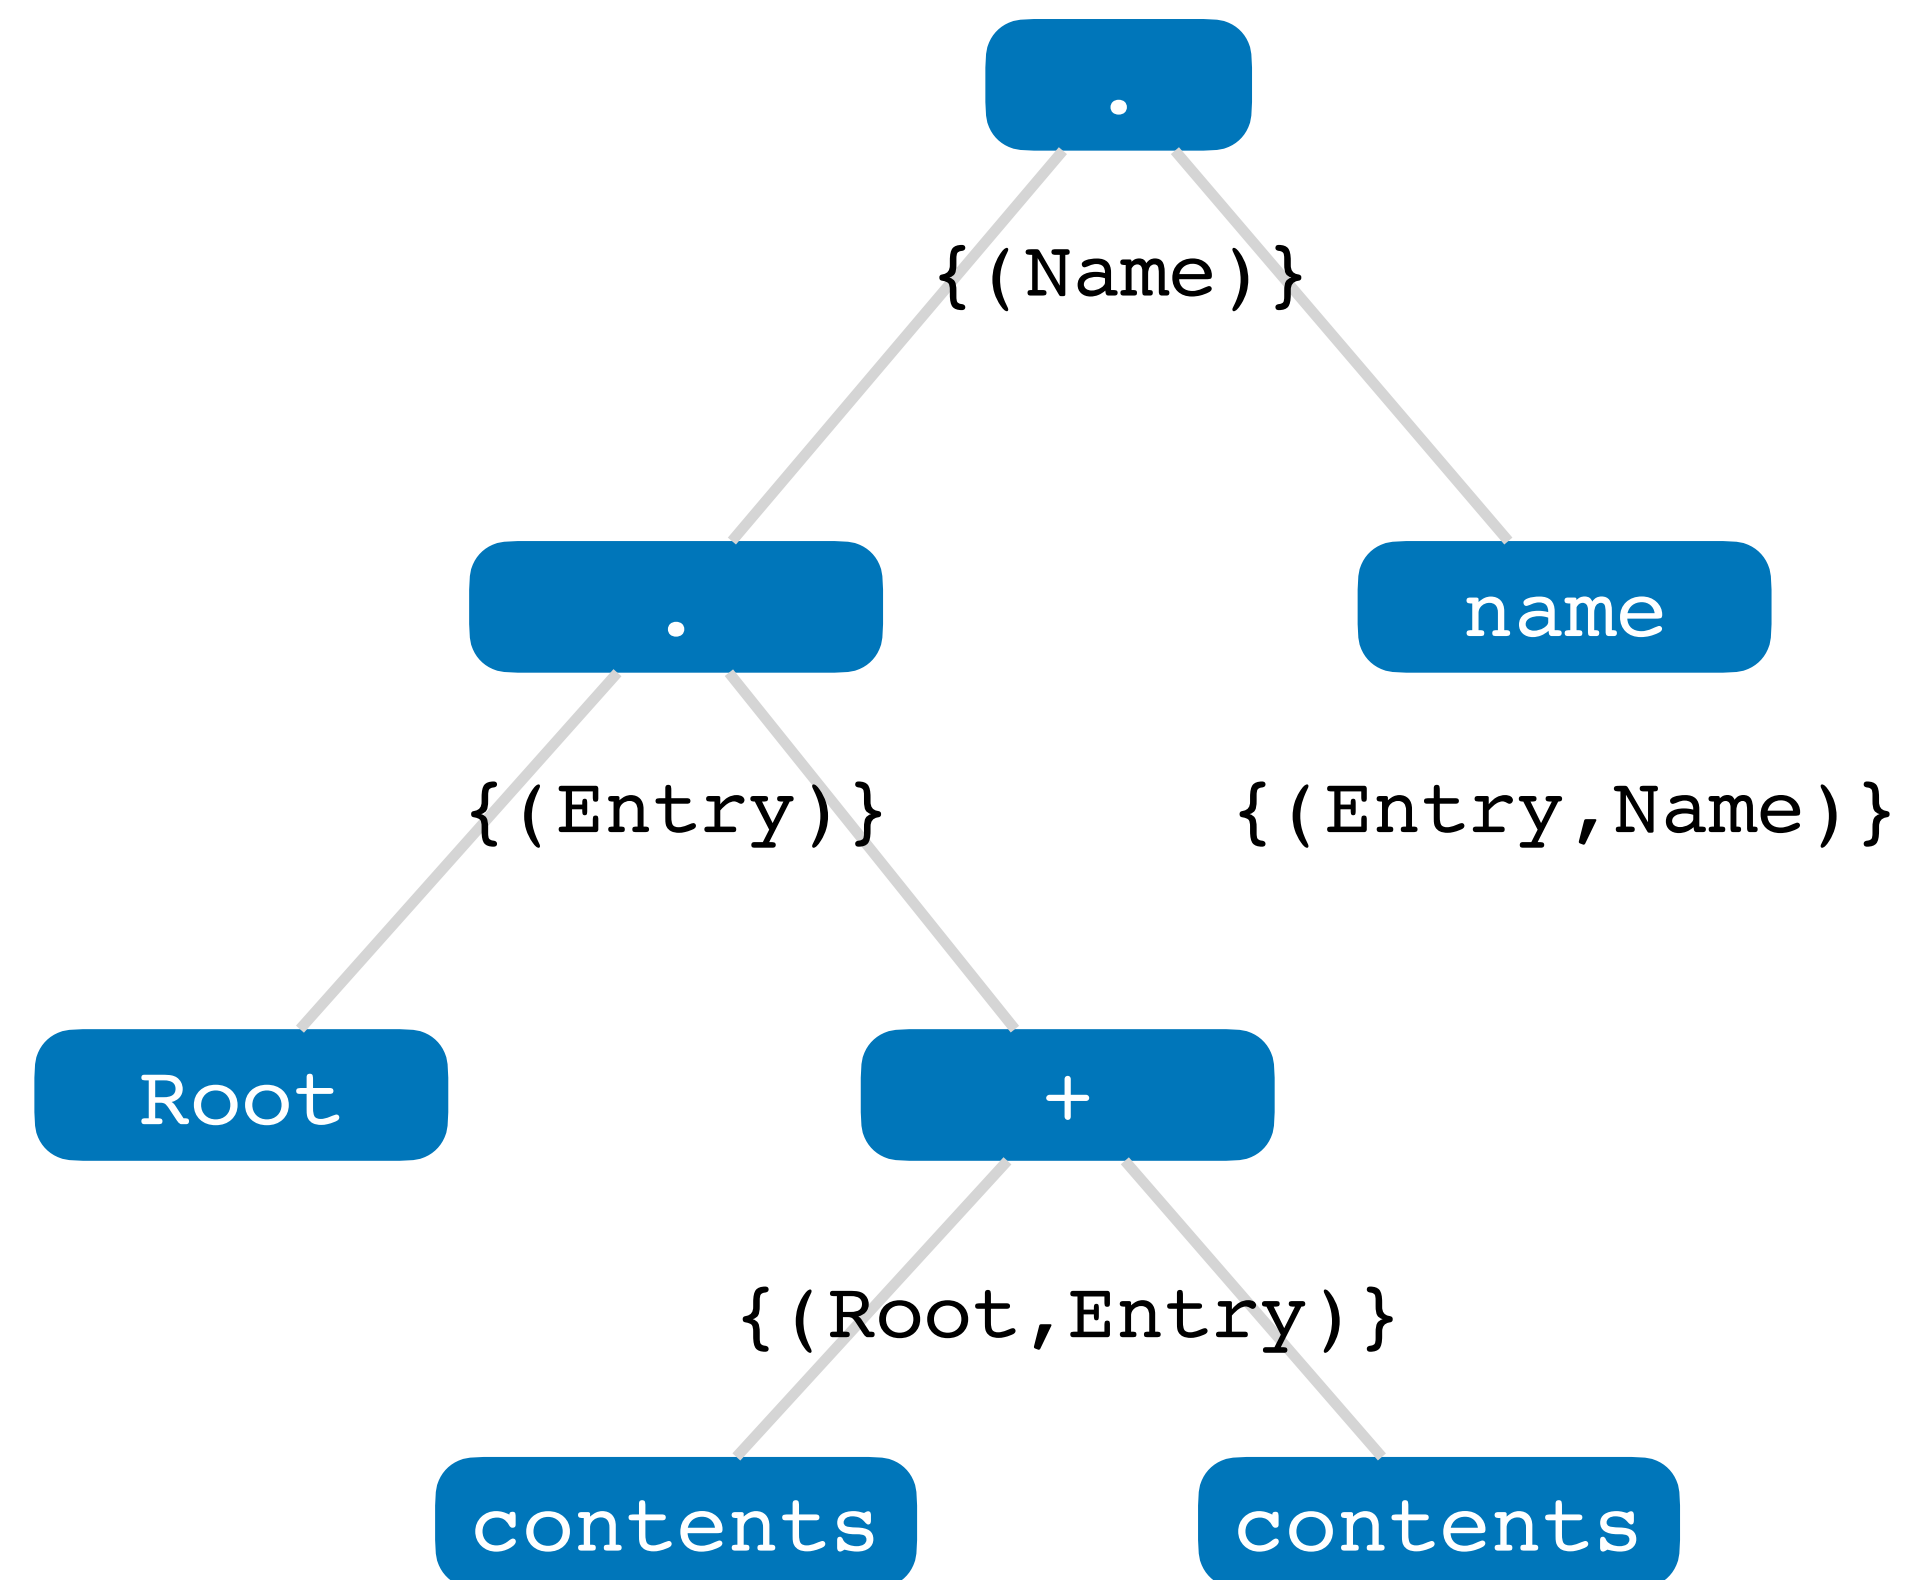 .
{(Name)}
. name
{(Entry)} {(Entry,Name)}
Root +
{(Root,Entry)}
contents contents